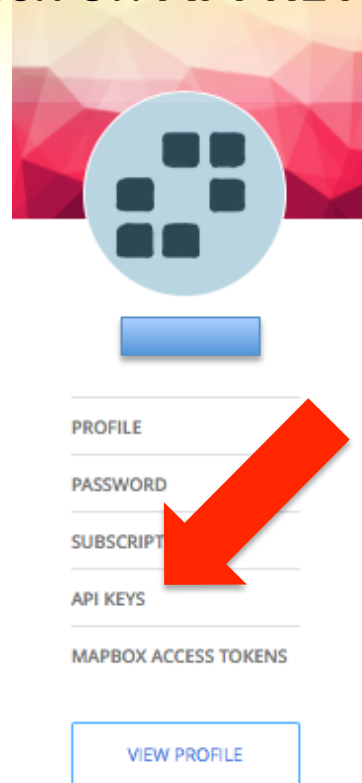 PROFILE
PASSWORD
SUBSCRIPT
API KEYS
MAPBOX ACCESS TOKENS
VIEW PROFILE